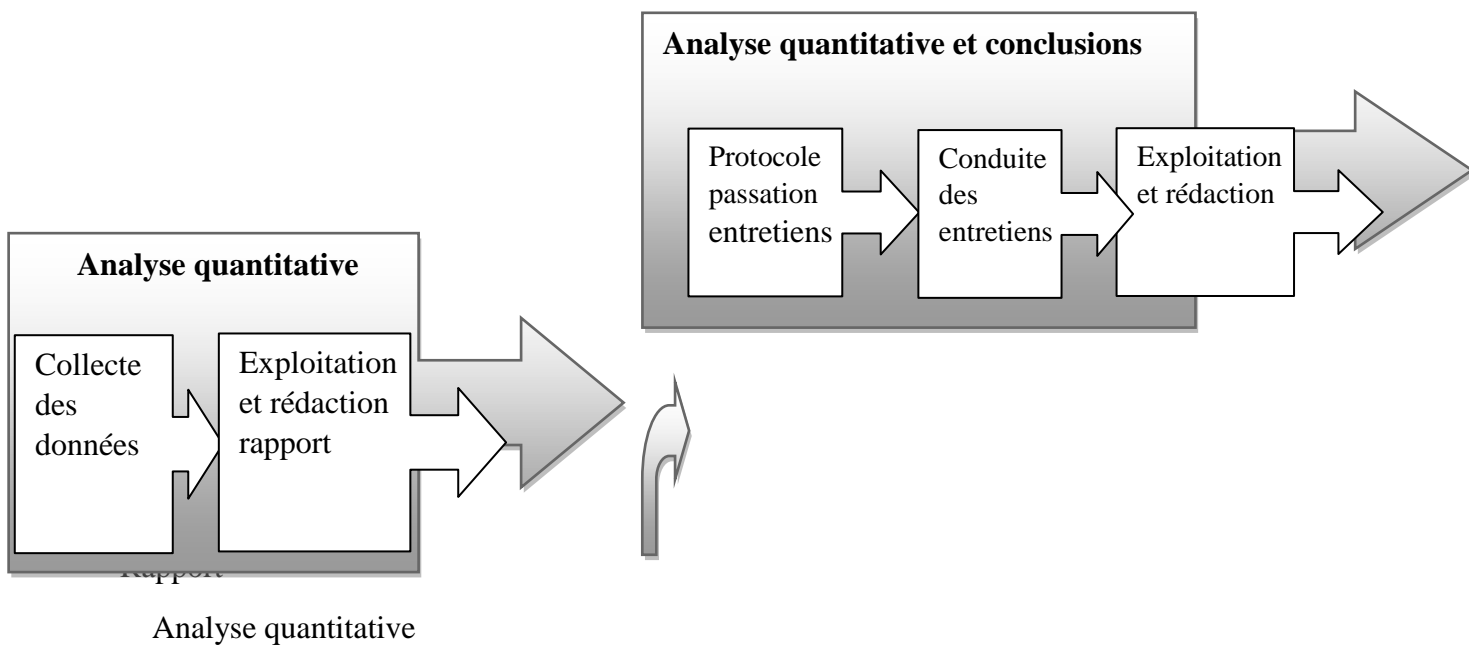 Analyse quantitative et conclusions
Protocole
passation
entretiens
Conduite
des
entretiens
Exploitation
et rédaction
Analyse quantitative
Collecte
des
données
Exploitation
et rédaction
rapport
Rapport
Analyse quantitative